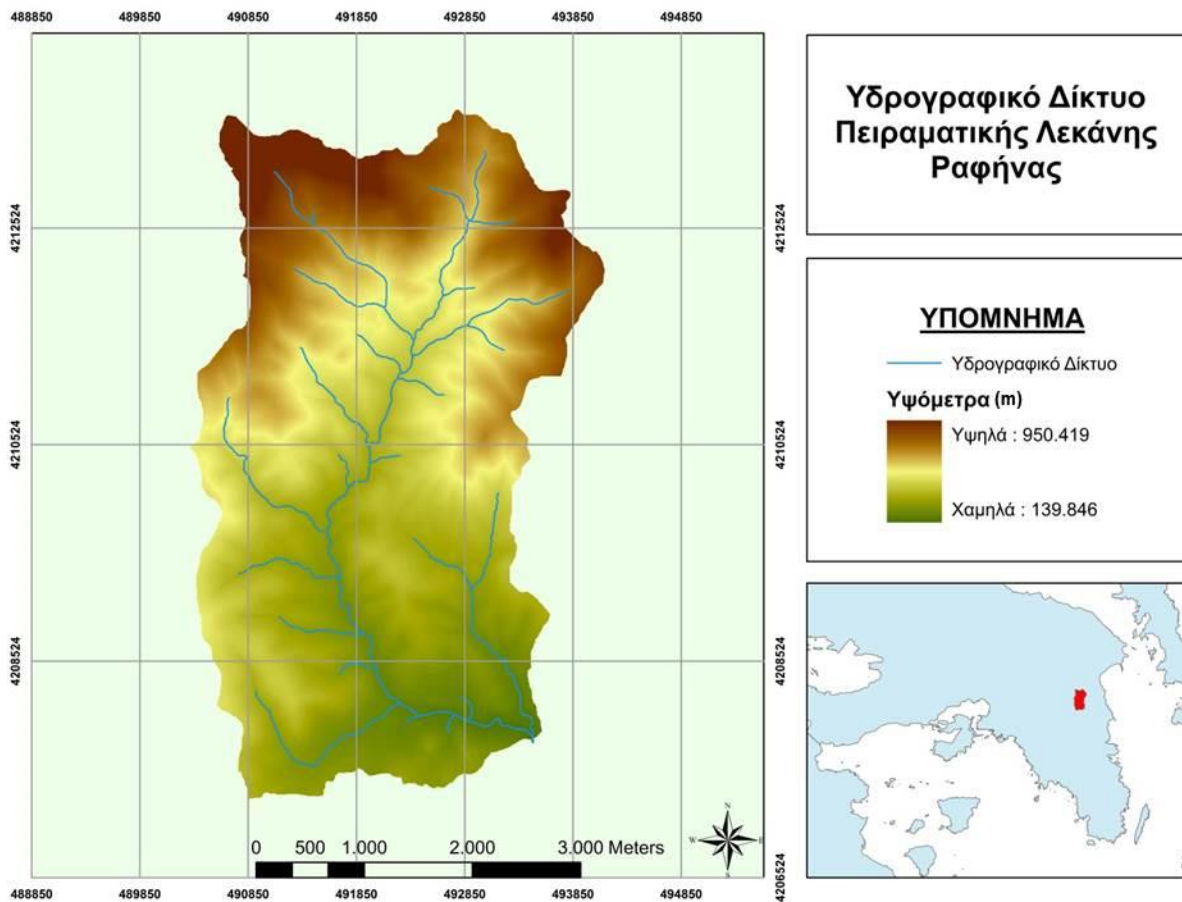 488850 489850 490850 491850 492850 493850 494850
4212524 4212524
4210524 4210524
4208524 4208524
4206524
0 500 1.000 2.000 3.000 Meters
N
W E
S
488850 489850 490850 491850 492850 493850 494850
Υδρογραφικό Δίκτυο
Πειραματικής Λεκάνης
Ραφήνας
ΥΠΟΜΝΗΜΑ
Υδρογραφικό Δίκτυο
Υψόμετρα (m)
Υψηλά : 950.419
Χαμηλά : 139.846